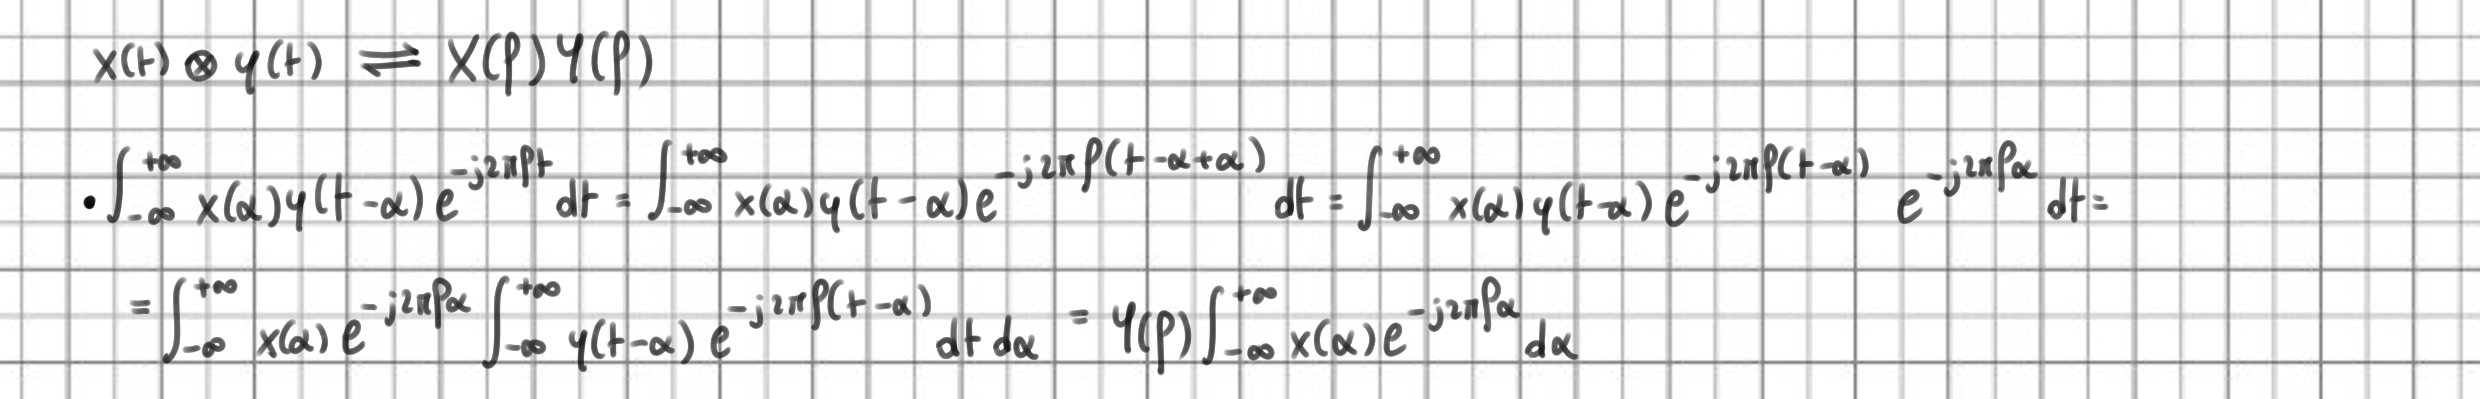 x(t) ⊗ y(t) ⇌ X(f) Y(f)
• ∫_{-∞}^{+∞} x(α) y(t-α) e^{-j2πft} dt = ∫_{-∞}^{+∞} x(α) y(t-α) e^{-j2πf(t-α+α)} dt = ∫_{-∞}^{+∞} x(α) y(t-α) e^{-j2πf(t-α)} e^{-j2πfα} dt =
= ∫_{-∞}^{+∞} x(α) e^{-j2πfα} ∫_{-∞}^{+∞} y(t-α) e^{-j2πf(t-α)} dt dα = Y(f) ∫_{-∞}^{+∞} x(α) e^{-j2πfα} dα